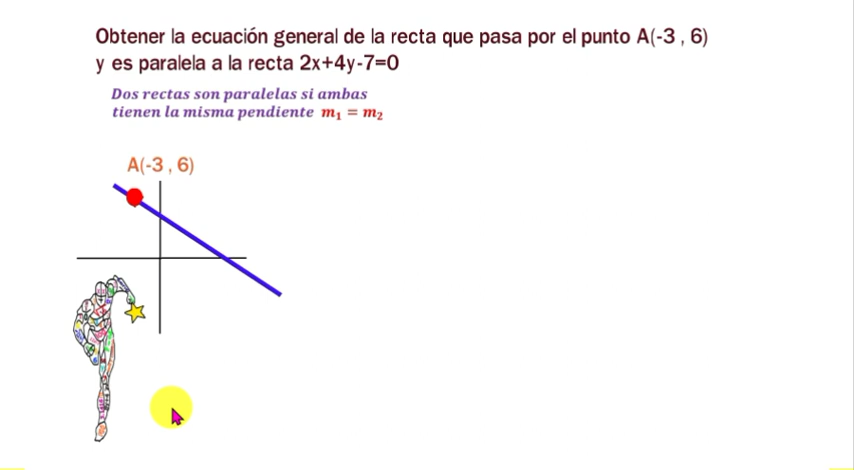 Obtener la ecuación general de la recta que pasa por el punto A(-3 , 6)
y es paralela a la recta 2x+4y-7=0
Dos rectas son paralelas si ambas
tienen la misma pendiente m₁ = m₂
A(-3 , 6)